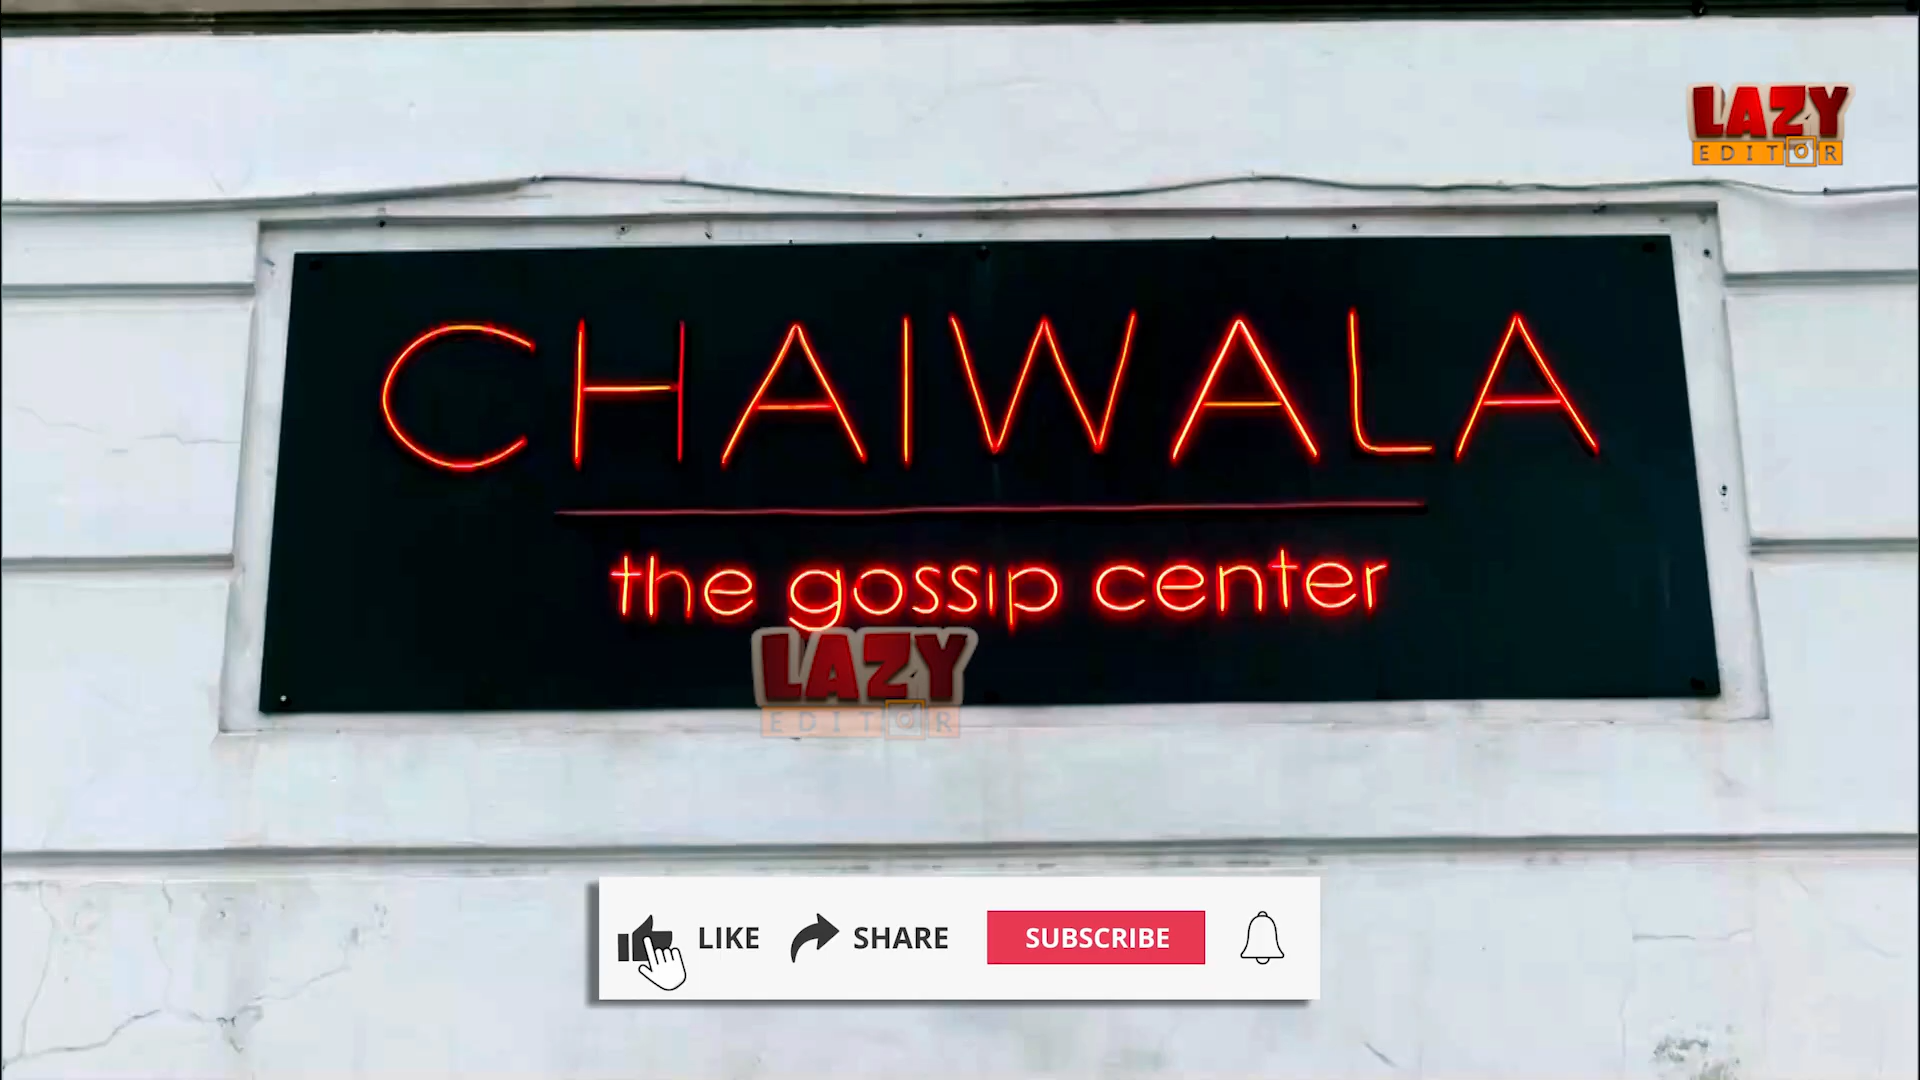 LAZY
EDITOR
CHAIWALA
the gossip center
LAZY
EDITOR
LIKE SHARE SUBSCRIBE